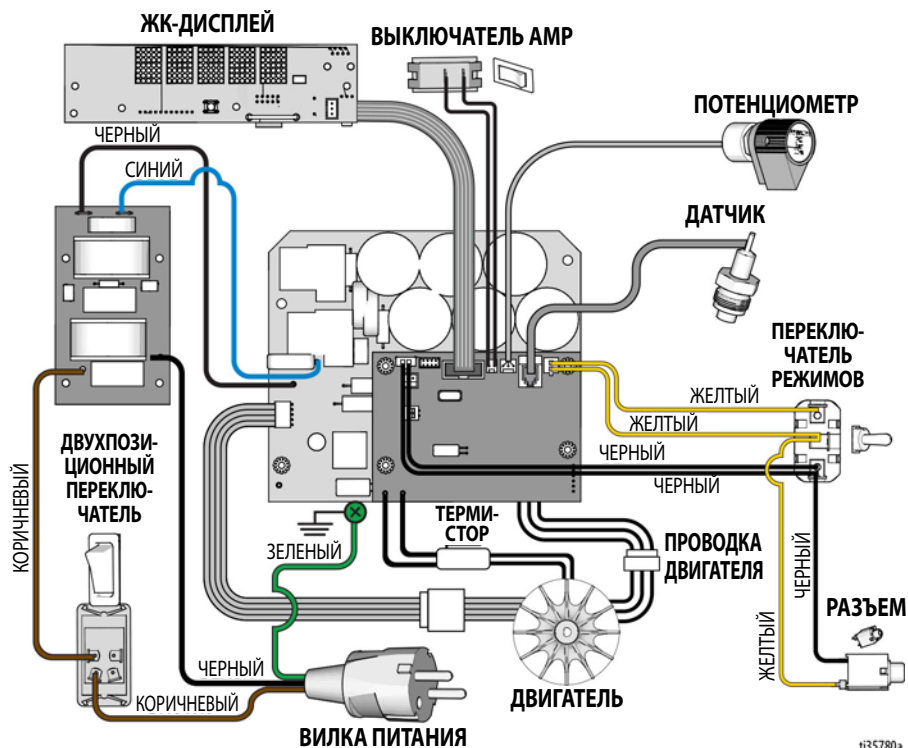 ЖК-ДИСПЛЕЙ
ВЫКЛЮЧАТЕЛЬ AMP
ПОТЕНЦИОМЕТР
ЧЕРНЫЙ
СИНИЙ
ДАТЧИК
ПЕРЕКЛЮ-
ЧАТЕЛЬ
РЕЖИМОВ
ЖЕЛТЫЙ
ЖЕЛТЫЙ
ЧЕРНЫЙ
ЧЕРНЫЙ
ДВУХПОЗИ-
ЦИОННЫЙ
ПЕРЕКЛЮ-
ЧАТЕЛЬ
КОРИЧНЕВЫЙ
ЗЕЛЕНЫЙ
ТЕРМИ-
СТОР
ПРОВОДКА
ДВИГАТЕЛЯ
ЧЕРНЫЙ
РАЗЪЕМ
ЖЕЛТЫЙ
ЧЕРНЫЙ
КОРИЧНЕВЫЙ
ДВИГАТЕЛЬ
ВИЛКА ПИТАНИЯ
ti35780a